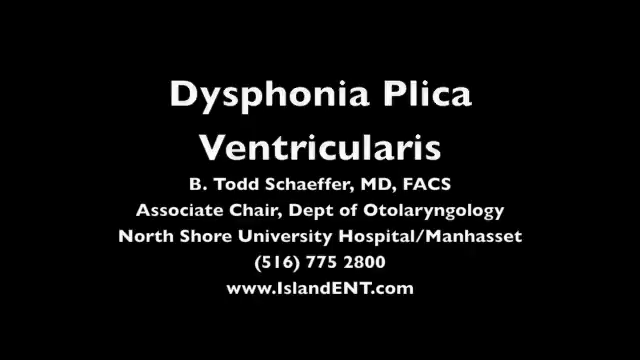 Dysphonia Plica
Ventricularis
B. Todd Schaeffer, MD, FACS
Associate Chair, Dept of Otolaryngology
North Shore University Hospital/Manhasset
(516) 775 2800
www.IslandENT.com